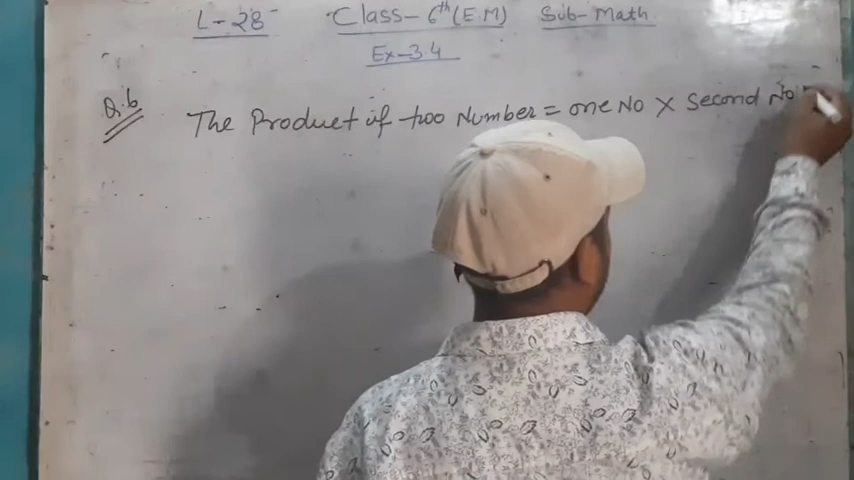 L-28 Class-6th (E.M) Sub-Math
Ex-3.4
Q.6 The Product of two Number = one No X Second No